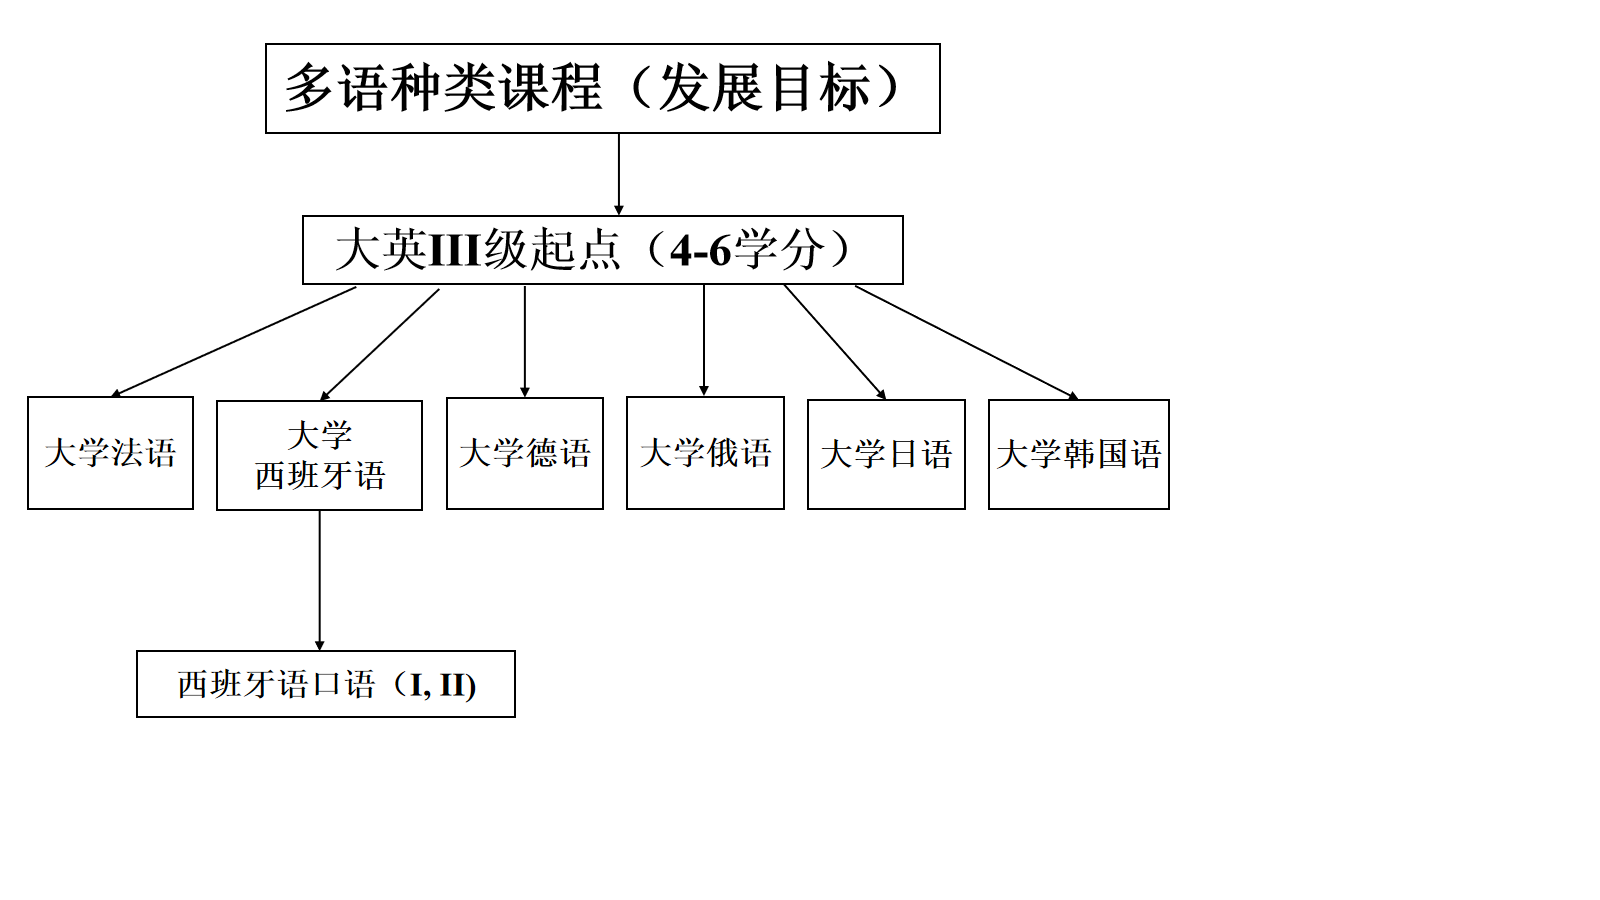 多语种类课程（发展目标）
大英III级起点（4-6学分）
大学法语
大学
西班牙语
大学德语
大学俄语
大学日语
大学韩国语
西班牙语口语（I, II)